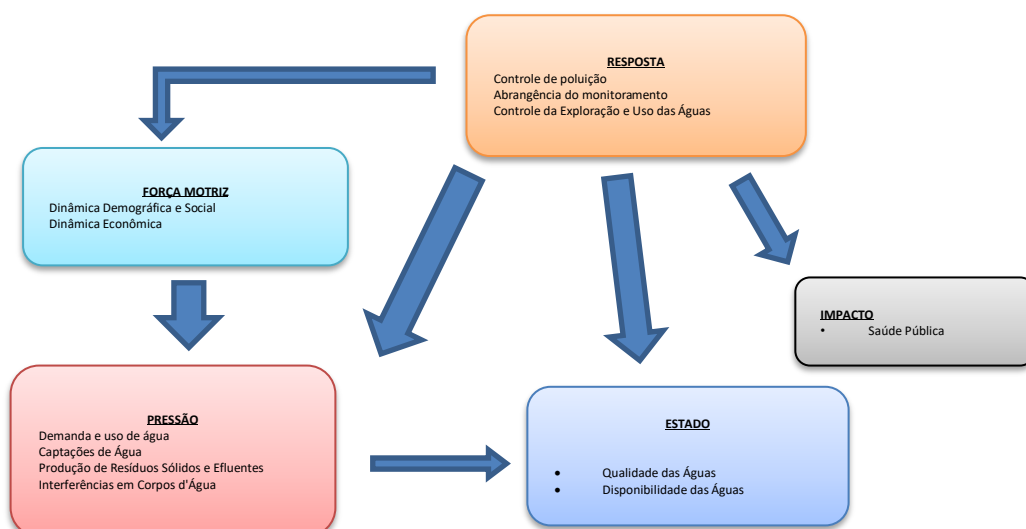 RESPOSTA
Controle de poluição
Abrangência do monitoramento
Controle da Exploração e Uso das Águas
FORÇA MOTRIZ
Dinâmica Demográfica e Social
Dinâmica Econômica
IMPACTO
• Saúde Pública
PRESSÃO
Demanda e uso de água
Captações de Água
Produção de Resíduos Sólidos e Efluentes
Interferências em Corpos d'Água
ESTADO
• Qualidade das Águas
• Disponibilidade das Águas